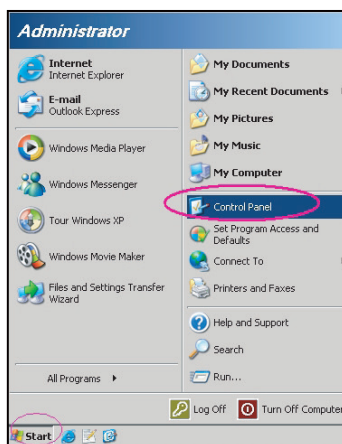 Administrator
Internet
Internet Explorer
E-mail
Outlook Express
Windows Media Player
Windows Messenger
Tour Windows XP
Windows Movie Maker
Files and Settings Transfer
Wizard
All Programs
My Documents
My Recent Documents
My Pictures
My Music
My Computer
Control Panel
Set Program Access and
Defaults
Connect To
Printers and Faxes
Help and Support
Search
Run...
Log Off
Turn Off Computer
Start